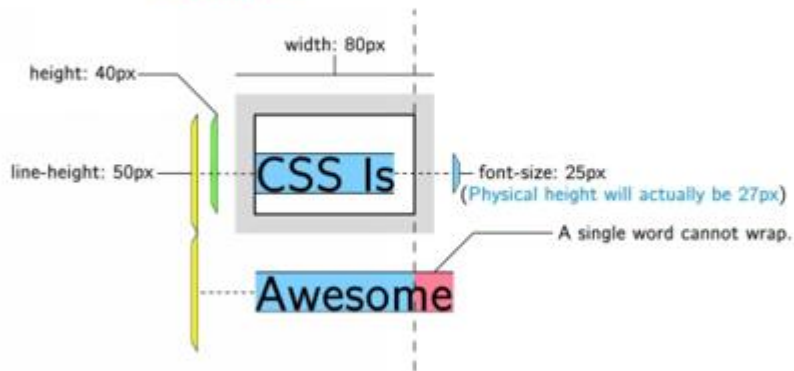 width: 80px
height: 40px
line-height: 50px
CSS Is
font-size: 25px
(Physical height will actually be 27px)
A single word cannot wrap.
Awesome